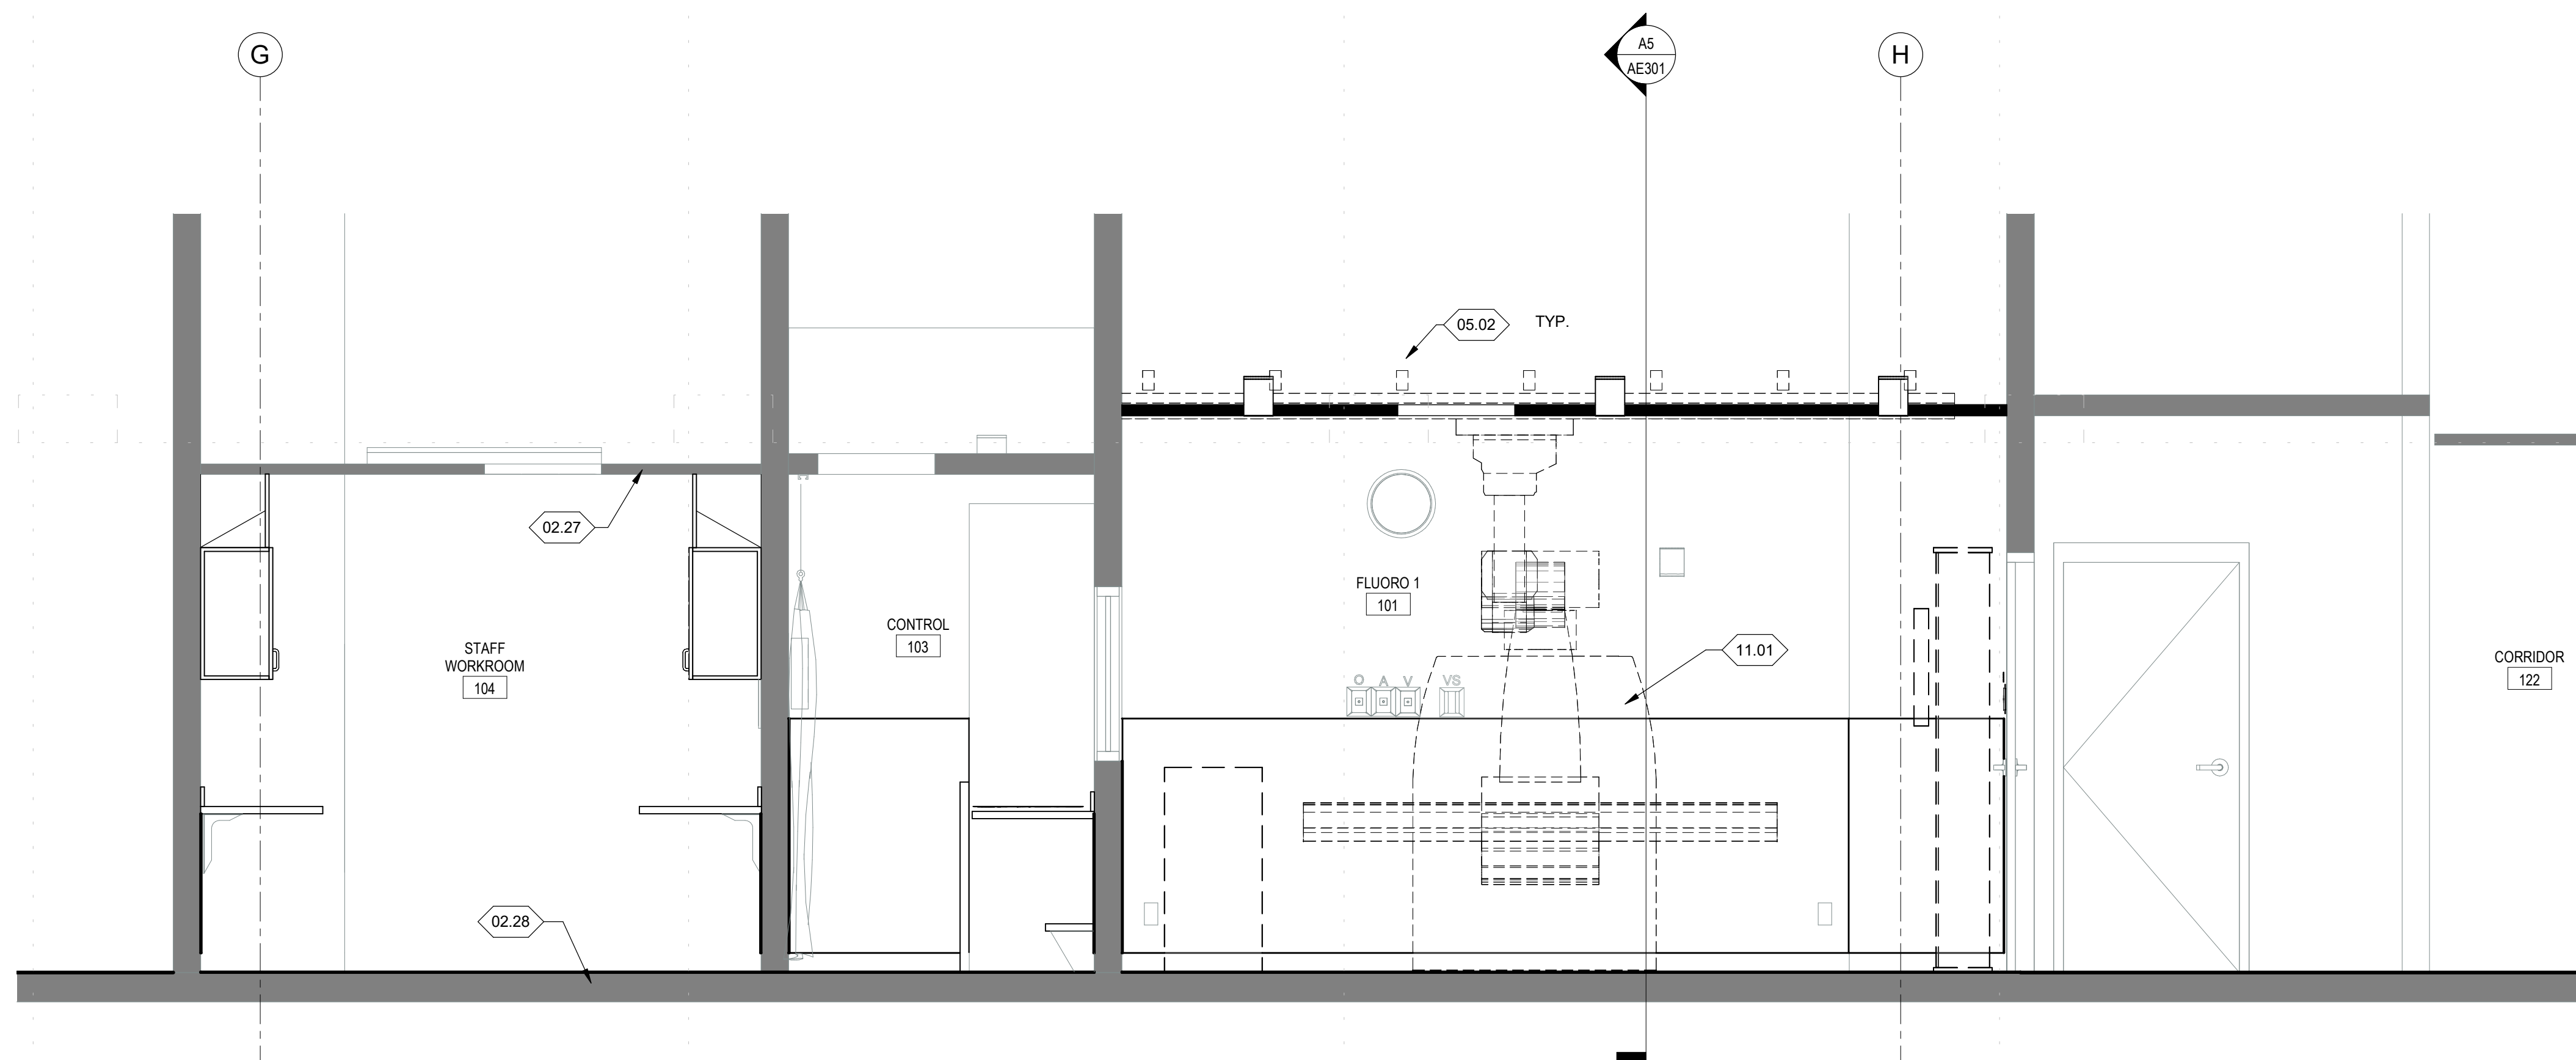 G
A5
AE301
H
05.02
TYP.
02.27
FLUORO 1
101
CONTROL
103
STAFF
WORKROOM
104
11.01
CORRIDOR
122
O A V VS
02.28